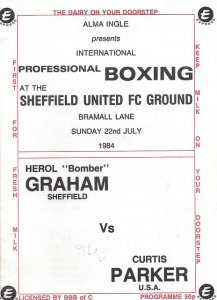 THE DAIRY ON YOUR DOORSTEP
ALMA INGLE
presents
INTERNATIONAL
PROFESSIONAL BOXING
AT THE
SHEFFIELD UNITED FC GROUND
BRAMALL LANE
SUNDAY 22nd JULY
1984
HEROL "Bomber"
GRAHAM
SHEFFIELD
Vs
CURTIS
PARKER
U.S.A.
FIRST FOR FRESH MILK
KEEP MILK ON YOUR DOORSTEP
LICENSED BY BBB of C
PROGRAMME 50p